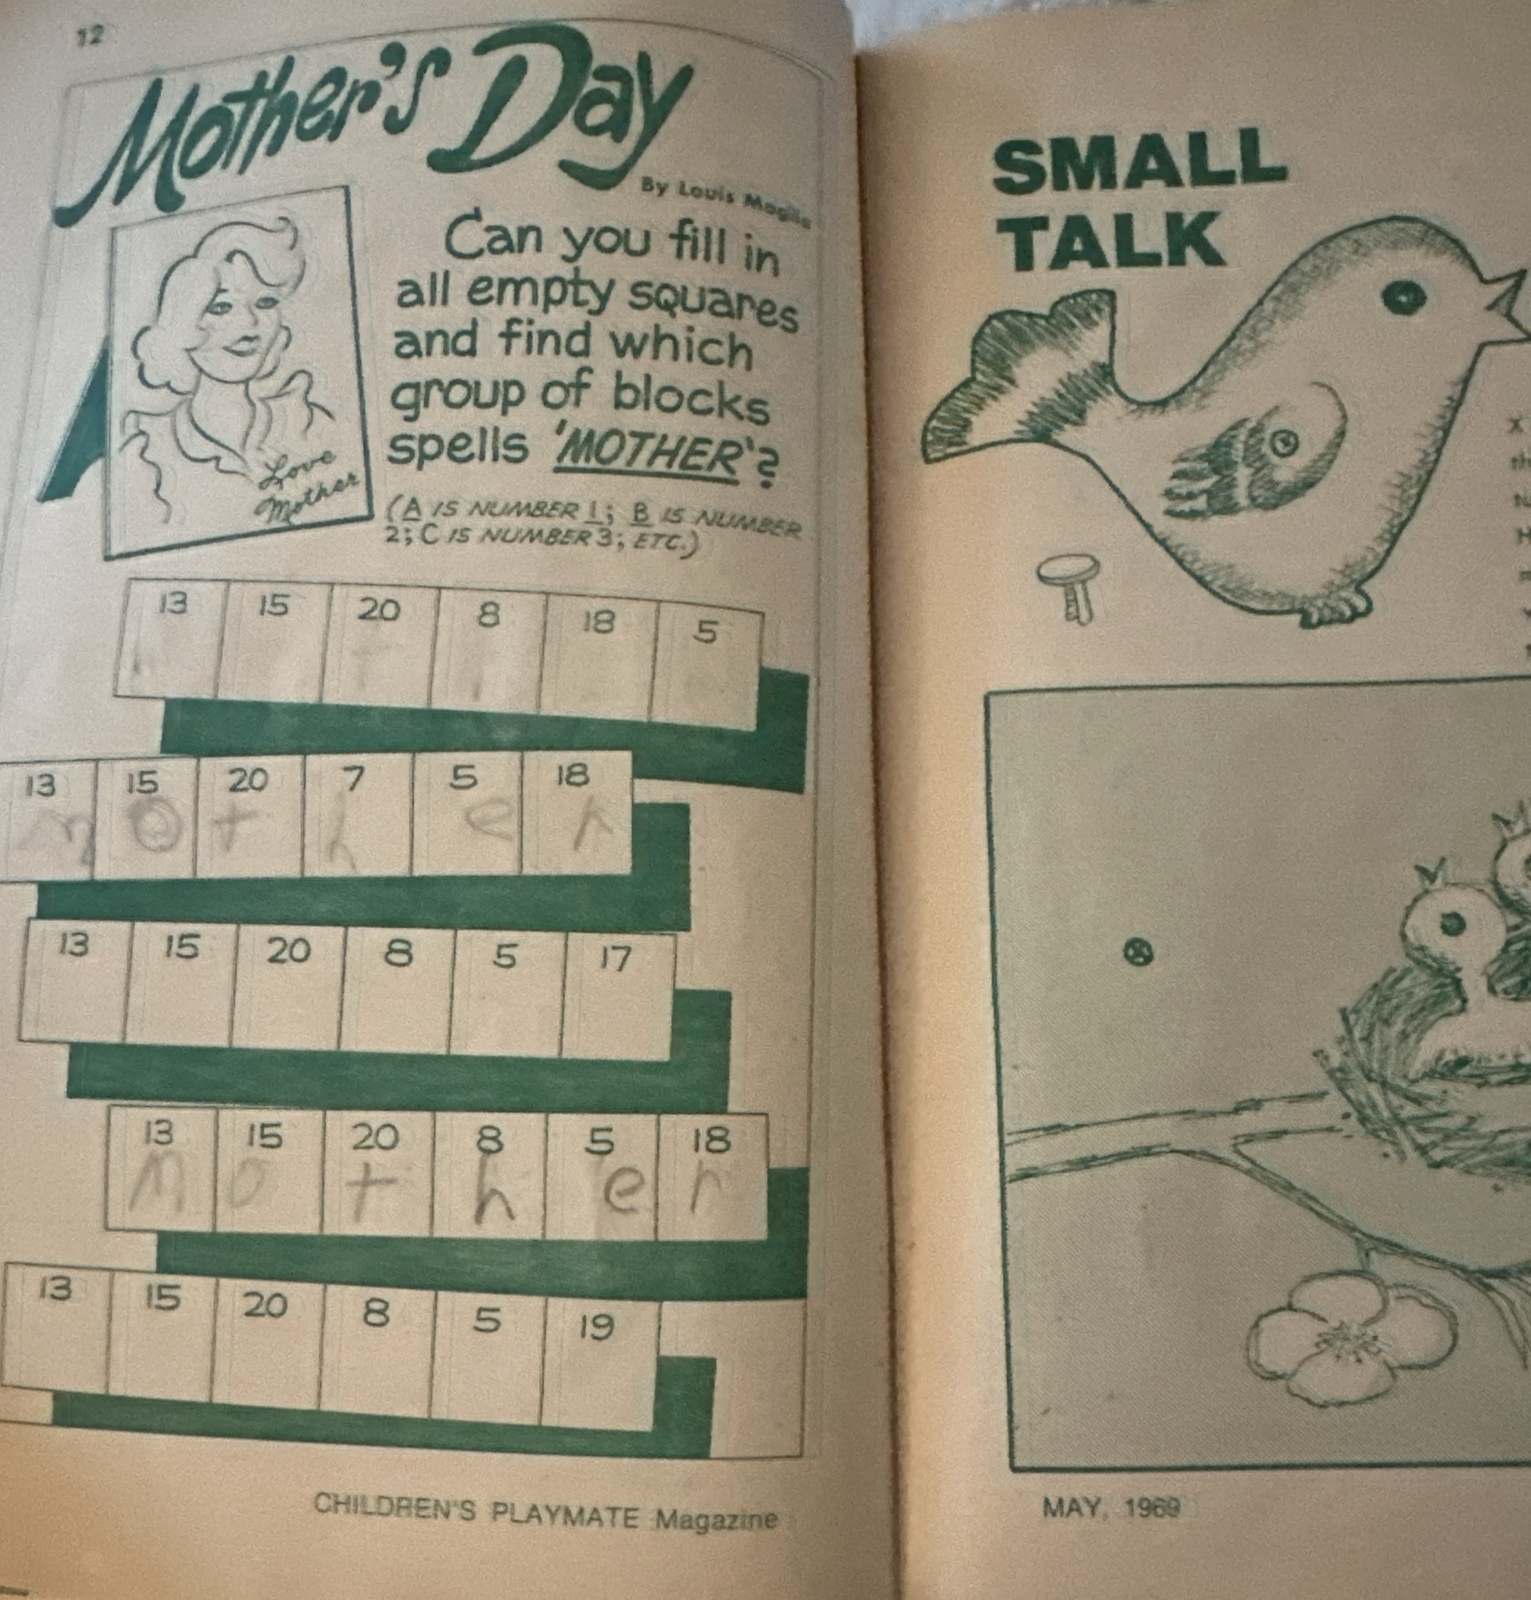 12
Mother's Day
By Louis
Can you fill in
all empty squares
and find which
group of blocks
spells 'MOTHER'?
(A IS NUMBER 1; B IS NUMBER
2; C IS NUMBER 3; ETC.)
Love
Mother
13 15 20 8 18 5
13 15 20 7 5 18
m o t h e r
13 15 20 8 5 17
13 15 20 8 5 18
m o t h e r
13 15 20 8 5 19
CHILDREN'S PLAYMATE Magazine
SMALL
TALK
MAY, 1969